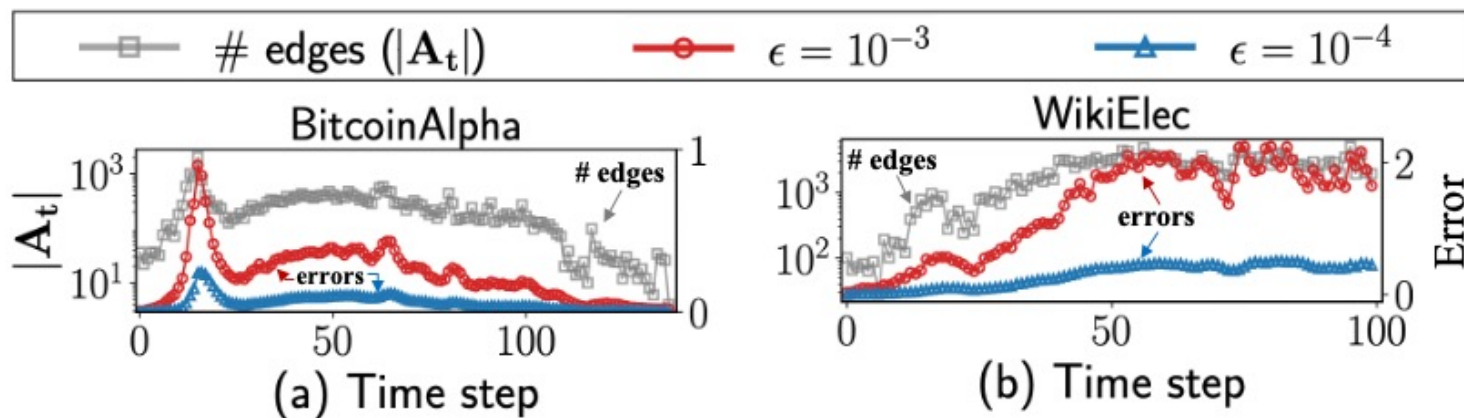 # edges (|A_t|) ϵ = 10^{-3} ϵ = 10^{-4}
BitcoinAlpha
|A_t|
10^3
10^1
# edges
errors
1
0
0 50 100
(a) Time step
WikiElec
10^3
10^2
# edges
errors
2
0
Error
0 50 100
(b) Time step